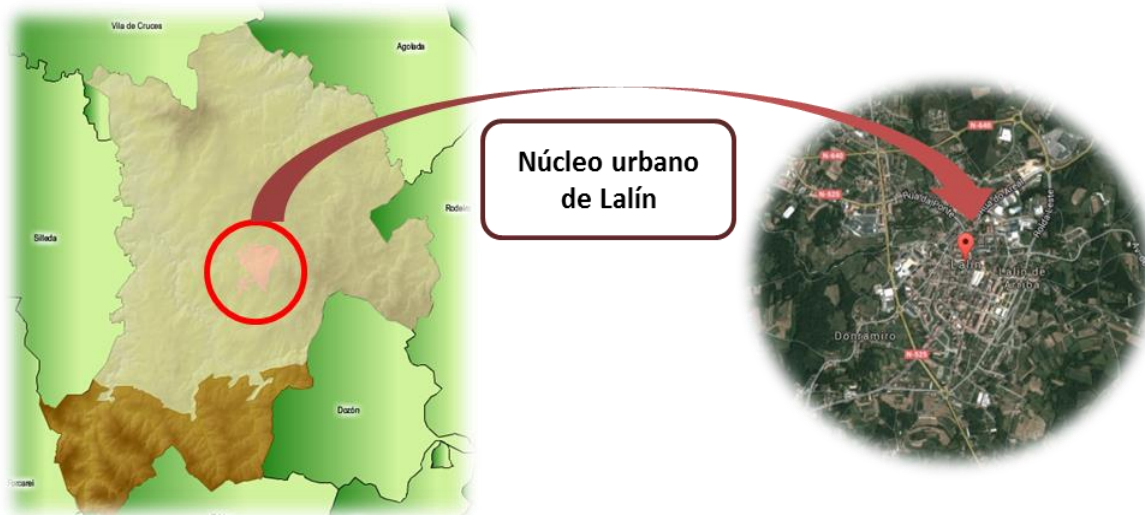 Vila de Cruces
Agolada
Rodeiro
Silleda
Dozón
Forcarei
Núcleo urbano
de Lalín
N-640
N-640
N-525
Lalín
Lalín de
Arriba
Donramiro
N-525